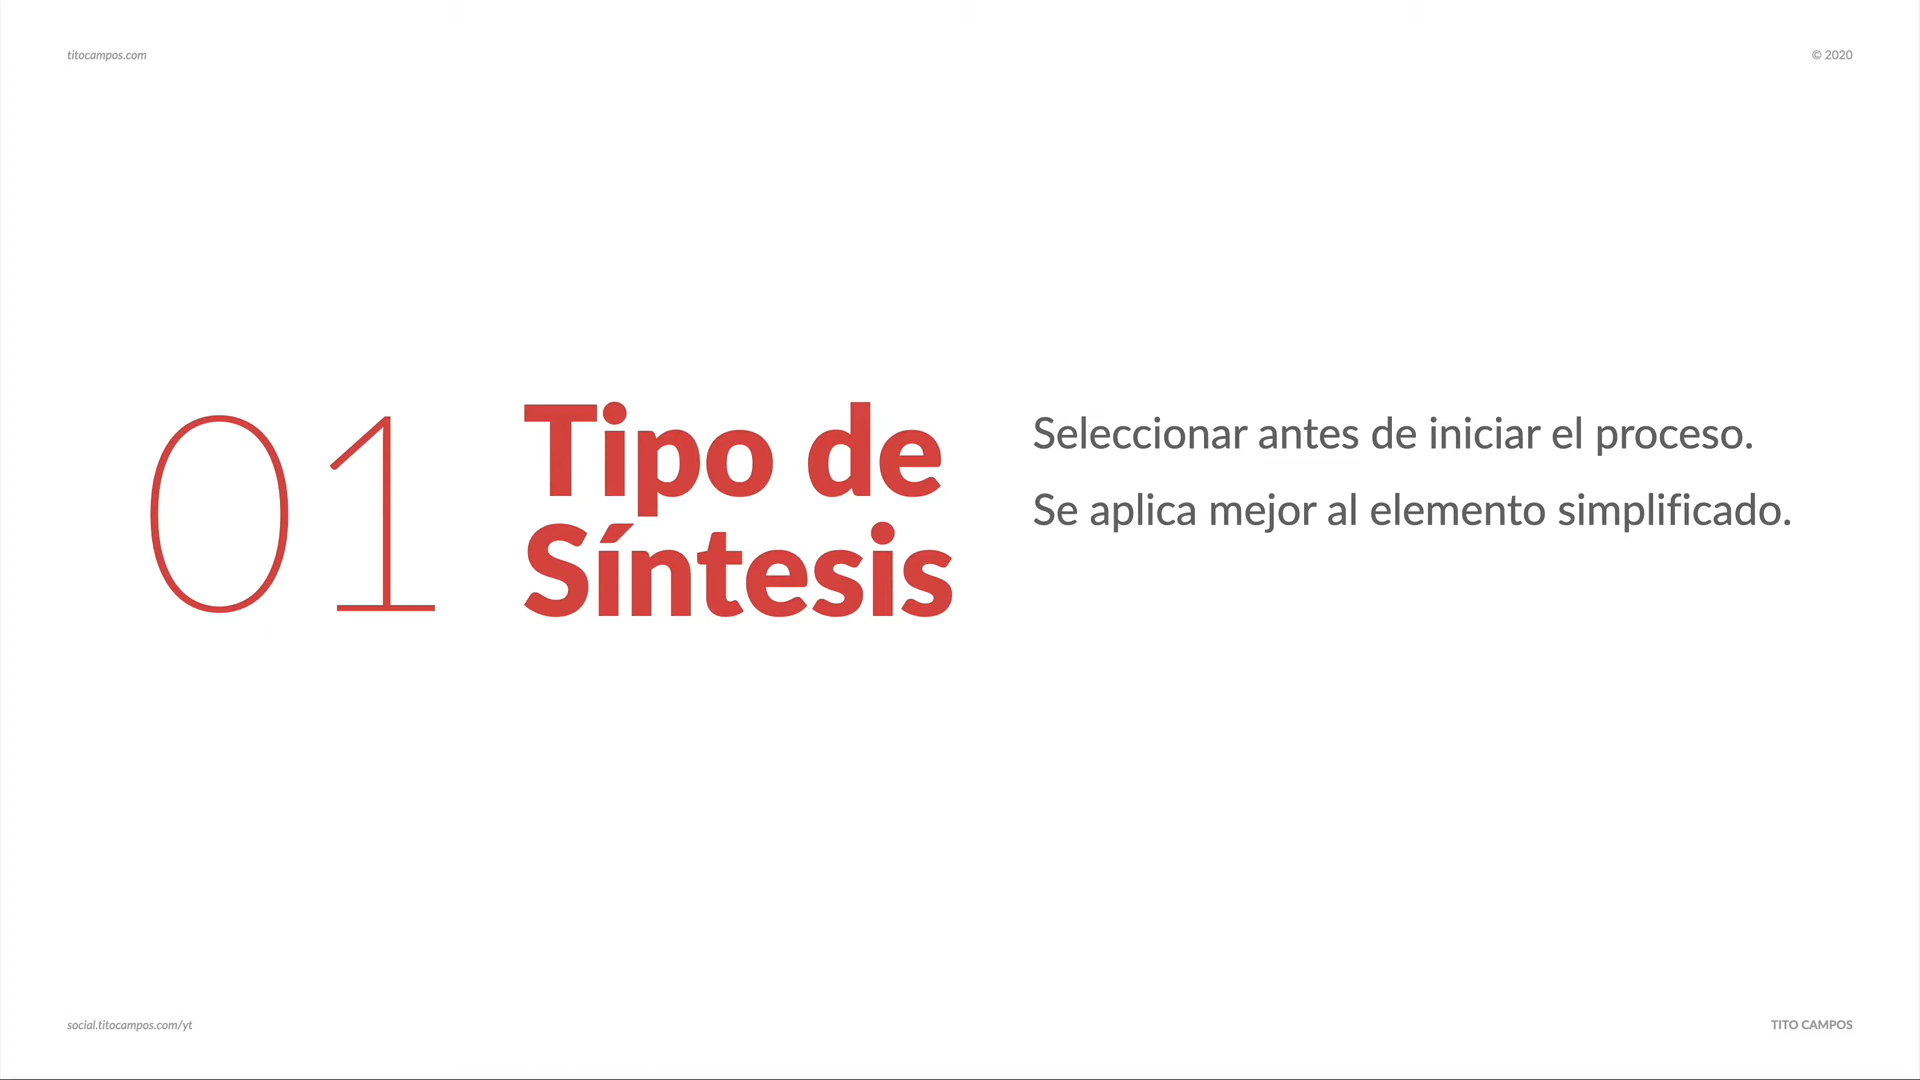 titocampos.com
© 2020
01
Tipo de
Síntesis
Seleccionar antes de iniciar el proceso.
Se aplica mejor al elemento simplificado.
social.titocampos.com/yt
TITO CAMPOS